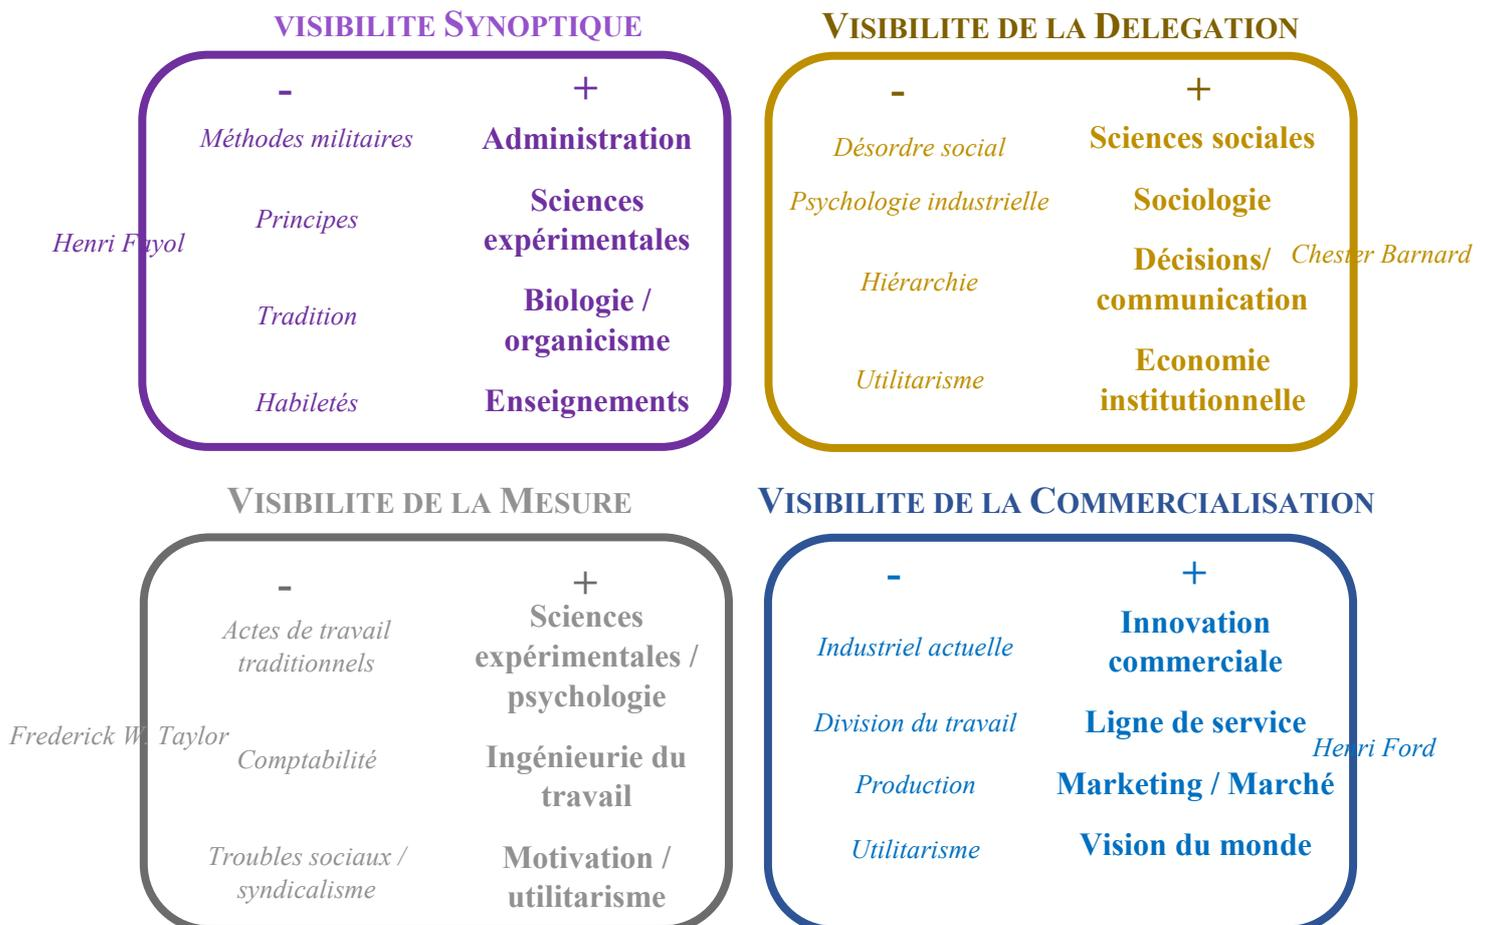 VISIBILITE SYNOPTIQUE
-
+
Méthodes militaires
Administration
Principes
Sciences
expérimentales
Henri Fayol
Tradition
Biologie /
organicisme
Habiletés
Enseignements
VISIBILITE DE LA DELEGATION
-
+
Désordre social
Sciences sociales
Psychologie industrielle
Sociologie
Hiérarchie
Décisions/
communication
Chester Barnard
Utilitarisme
Economie
institutionnelle
VISIBILITE DE LA MESURE
-
+
Actes de travail
traditionnels
Sciences
expérimentales /
psychologie
Frederick W. Taylor
Comptabilité
Ingénieurie du
travail
Troubles sociaux /
syndicalisme
Motivation /
utilitarisme
VISIBILITE DE LA COMMERCIALISATION
-
+
Industriel actuelle
Innovation
commerciale
Division du travail
Ligne de service
Henri Ford
Production
Marketing / Marché
Utilitarisme
Vision du monde